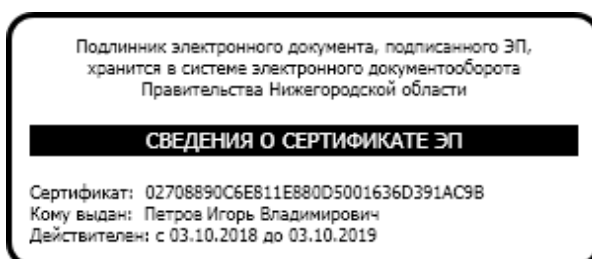 Подлинник электронного документа, подписанного ЭП,
хранится в системе электронного документооборота
Правительства Нижегородской области
СВЕДЕНИЯ О СЕРТИФИКАТЕ ЭП
Сертификат: 02708890C6E811E880D5001636D391AC9B
Кому выдан: Петров Игорь Владимирович
Действителен: с 03.10.2018 до 03.10.2019